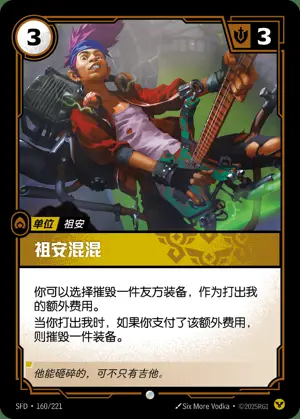 3
3
单位 祖安
祖安混混
你可以选择摧毁一件友方装备，作为打出我
的额外费用。
当你打出我时，如果你支付了该额外费用，
则摧毁一件装备。
他能砸碎的，可不只有吉他。
SFD • 160/221
Six More Vodka • ©2025RGI